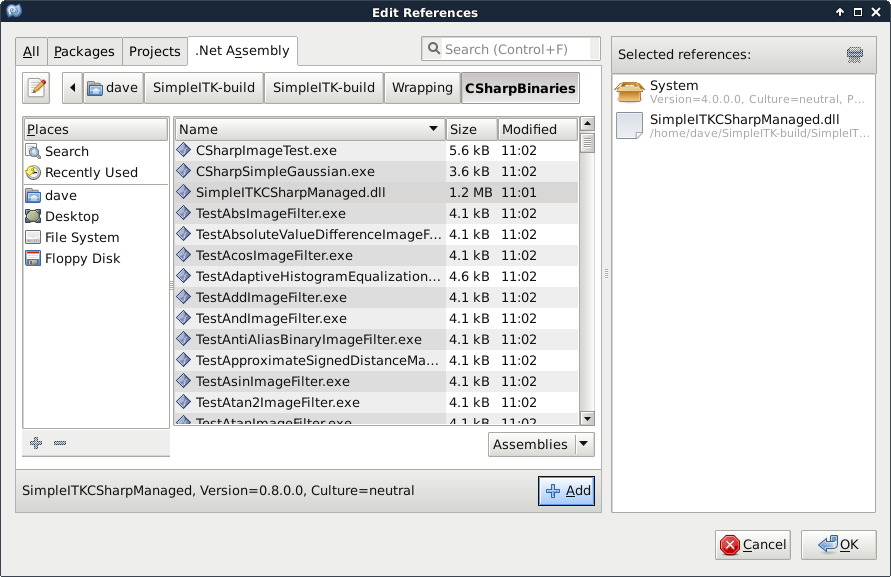 Edit References
All Packages Projects .Net Assembly
Search (Control+F)
dave SimpleITK-build SimpleITK-build Wrapping CSharpBinaries
Places
Search
Recently Used
dave
Desktop
File System
Floppy Disk
Name Size Modified
CSharpImageTest.exe 5.6 kB 11:02
CSharpSimpleGaussian.exe 3.6 kB 11:02
SimpleITKCSharpManaged.dll 1.2 MB 11:01
TestAbsImageFilter.exe 4.1 kB 11:02
TestAbsoluteValueDifferenceImageF... 4.1 kB 11:02
TestAcosImageFilter.exe 4.1 kB 11:02
TestAdaptiveHistogramEqualization... 4.6 kB 11:02
TestAddImageFilter.exe 4.1 kB 11:02
TestAndImageFilter.exe 4.1 kB 11:02
TestAntiAliasBinaryImageFilter.exe 4.1 kB 11:02
TestApproximateSignedDistanceMa... 4.1 kB 11:02
TestAsinImageFilter.exe 4.1 kB 11:02
TestAtan2ImageFilter.exe 4.1 kB 11:02
TestAtanImageFilter.exe 4.1 kB 11:02
Assemblies
SimpleITKCSharpManaged, Version=0.8.0.0, Culture=neutral
Add
Selected references:
System
Version=4.0.0.0, Culture=neutral, P...
SimpleITKCSharpManaged.dll
/home/dave/SimpleITK-build/SimpleIT...
Cancel OK